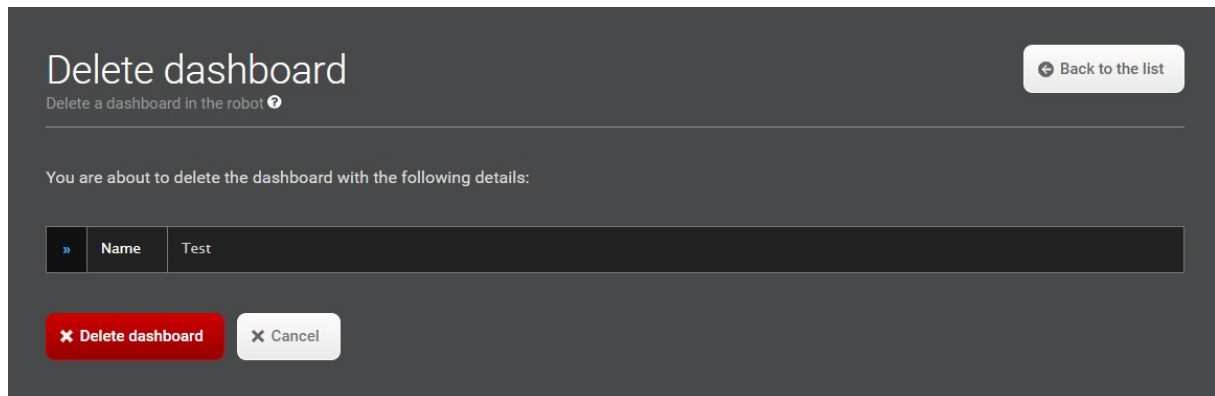 Delete dashboard
Back to the list
Delete a dashboard in the robot ?
You are about to delete the dashboard with the following details:
» Name Test
Delete dashboard Cancel